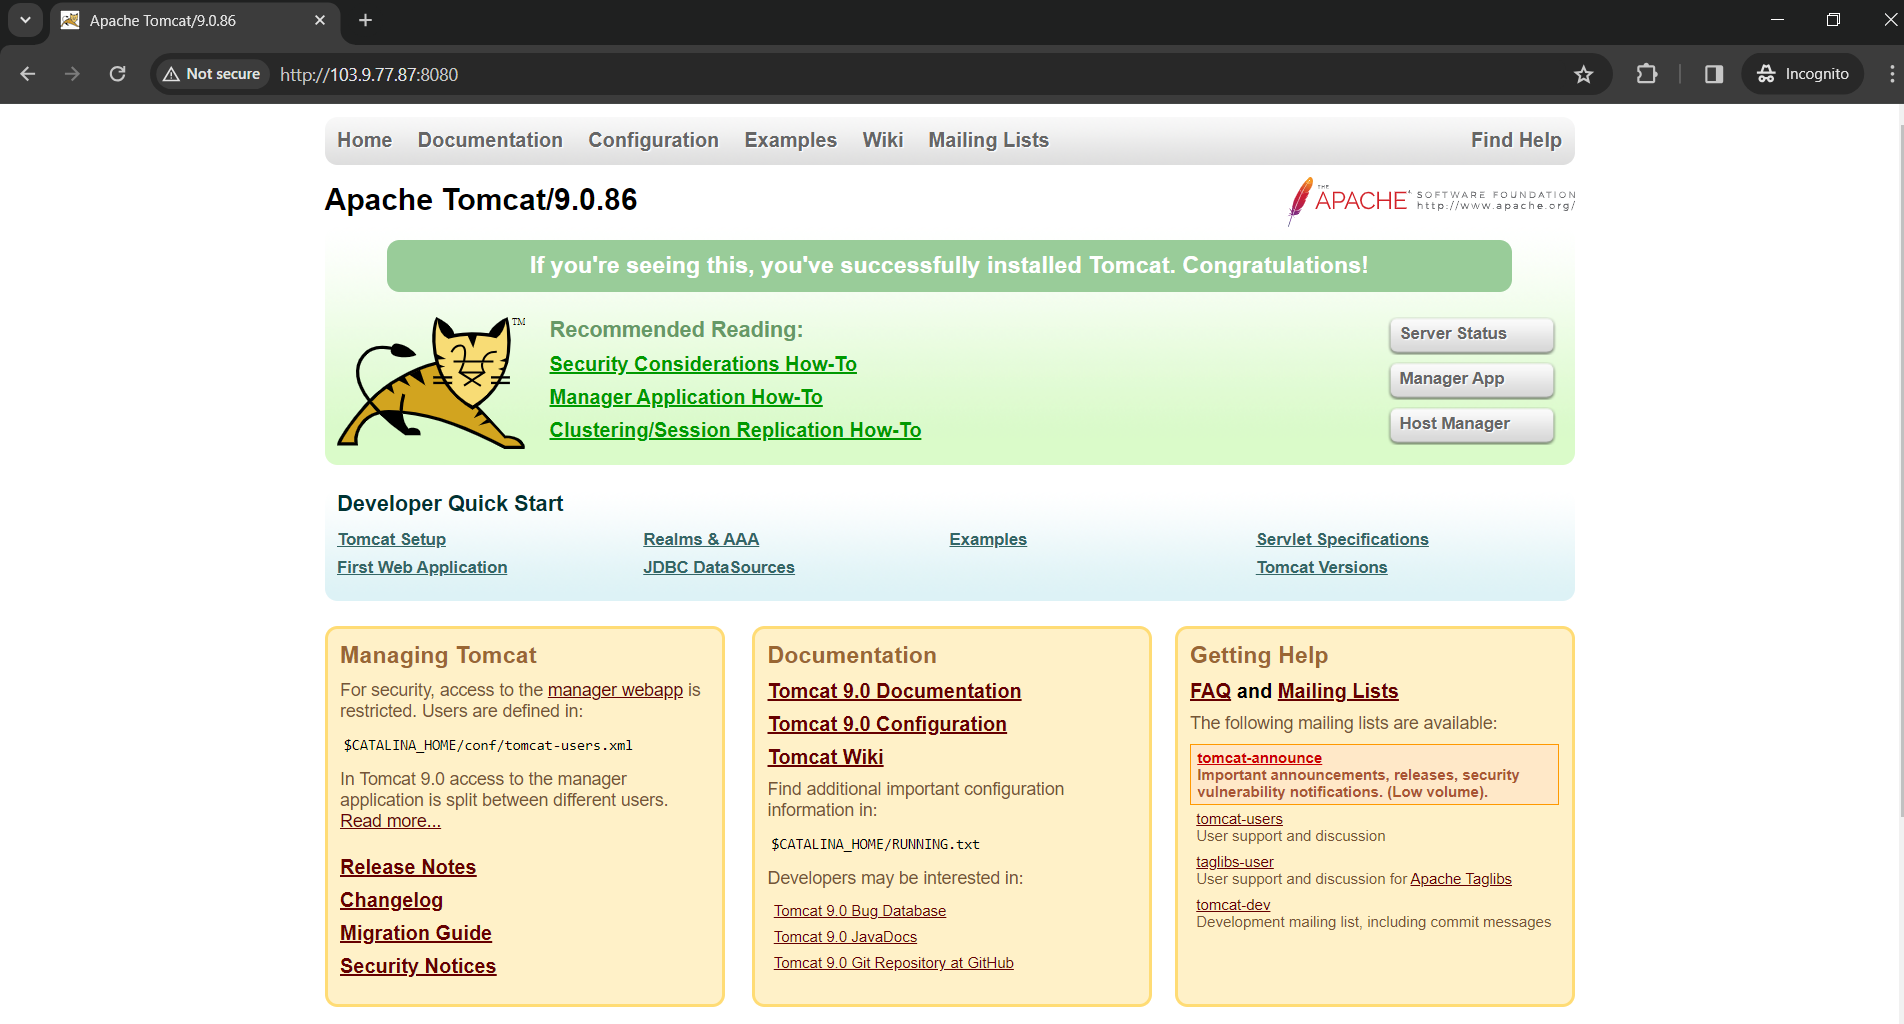 Apache Tomcat/9.0.86
Not secure
http://103.9.77.87:8080
Incognito
Home Documentation Configuration Examples Wiki Mailing Lists Find Help
Apache Tomcat/9.0.86
THE APACHE SOFTWARE FOUNDATION
http://www.apache.org/
If you're seeing this, you've successfully installed Tomcat. Congratulations!
TM
Recommended Reading:
Security Considerations How-To
Manager Application How-To
Clustering/Session Replication How-To
Server Status
Manager App
Host Manager
Developer Quick Start
Tomcat Setup
First Web Application
Realms & AAA
JDBC DataSources
Examples
Servlet Specifications
Tomcat Versions
Managing Tomcat
For security, access to the manager webapp is
restricted. Users are defined in:
$CATALINA_HOME/conf/tomcat-users.xml
In Tomcat 9.0 access to the manager
application is split between different users.
Read more...
Release Notes
Changelog
Migration Guide
Security Notices
Documentation
Tomcat 9.0 Documentation
Tomcat 9.0 Configuration
Tomcat Wiki
Find additional important configuration
information in:
$CATALINA_HOME/RUNNING.txt
Developers may be interested in:
Tomcat 9.0 Bug Database
Tomcat 9.0 JavaDocs
Tomcat 9.0 Git Repository at GitHub
Getting Help
FAQ and Mailing Lists
The following mailing lists are available:
tomcat-announce
Important announcements, releases, security
vulnerability notifications. (Low volume).
tomcat-users
User support and discussion
taglibs-user
User support and discussion for Apache Taglibs
tomcat-dev
Development mailing list, including commit messages